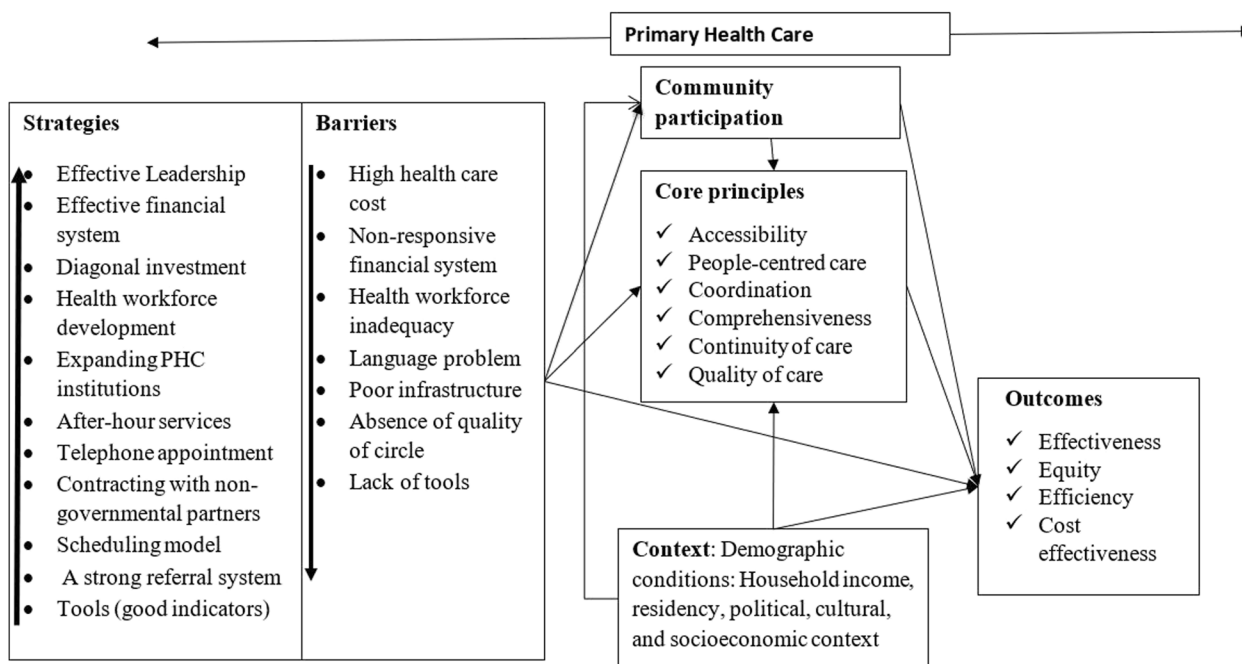 Primary Health Care
Strategies
Effective Leadership
Effective financial
system
Diagonal investment
Health workforce
development
Expanding PHC
institutions
After-hour services
Telephone appointment
Contracting with non-
governmental partners
Scheduling model
A strong referral system
Tools (good indicators)
Barriers
High health care
cost
Non-responsive
financial system
Health workforce
inadequacy
Language problem
Poor infrastructure
Absence of quality
of circle
Lack of tools
Community
participation
Core principles
Accessibility
People-centred care
Coordination
Comprehensiveness
Continuity of care
Quality of care
Context: Demographic
conditions: Household income,
residency, political, cultural,
and socioeconomic context
Outcomes
Effectiveness
Equity
Efficiency
Cost
effectiveness